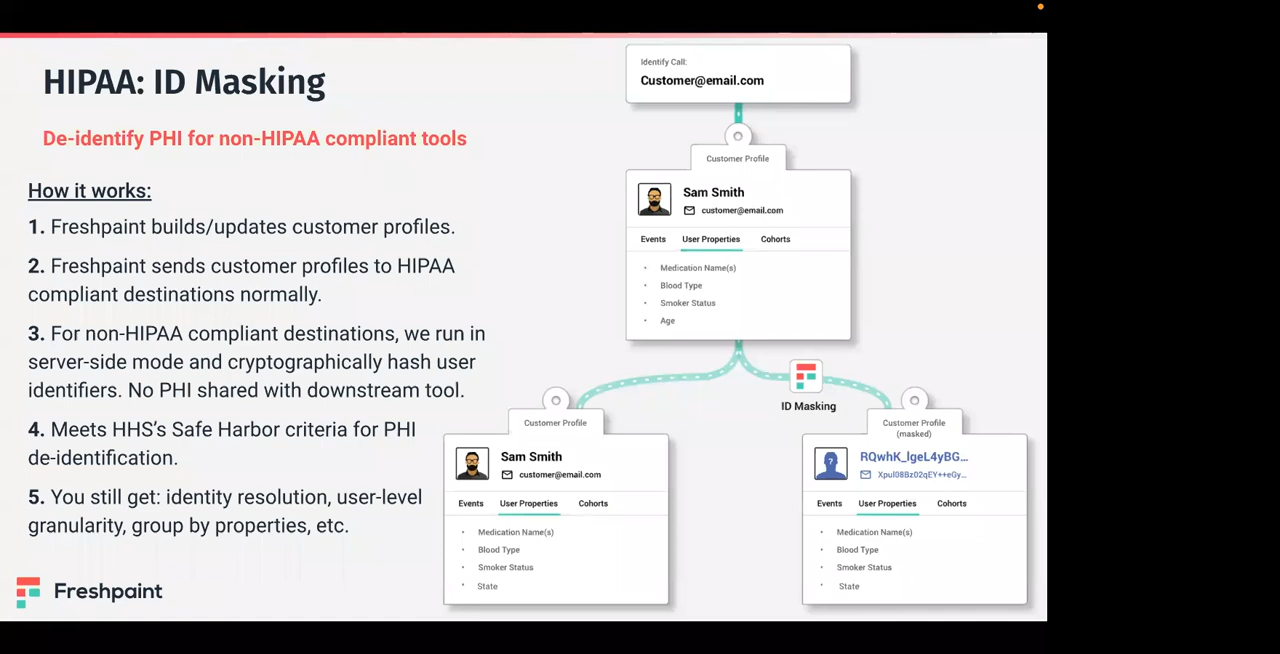 HIPAA: ID Masking
De-identify PHI for non-HIPAA compliant tools
How it works:
1. Freshpaint builds/updates customer profiles.
2. Freshpaint sends customer profiles to HIPAA
compliant destinations normally.
3. For non-HIPAA compliant destinations, we run in
server-side mode and cryptographically hash user
identifiers. No PHI shared with downstream tool.
4. Meets HHS's Safe Harbor criteria for PHI
de-identification.
5. You still get: identity resolution, user-level
granularity, group by properties, etc.
Freshpaint
Identify Call:
Customer@email.com
Customer Profile
Sam Smith
customer@email.com
Events User Properties Cohorts
• Medication Name(s)
• Blood Type
• Smoker Status
• Age
ID Masking
Customer Profile
Sam Smith
customer@email.com
Events User Properties Cohorts
• Medication Name(s)
• Blood Type
• Smoker Status
• State
Customer Profile
(masked)
?
RQwhK_lgeL4yBG...
Xpul08Bz02qEY++eGy...
Events User Properties Cohorts
• Medication Name(s)
• Blood Type
• Smoker Status
• State